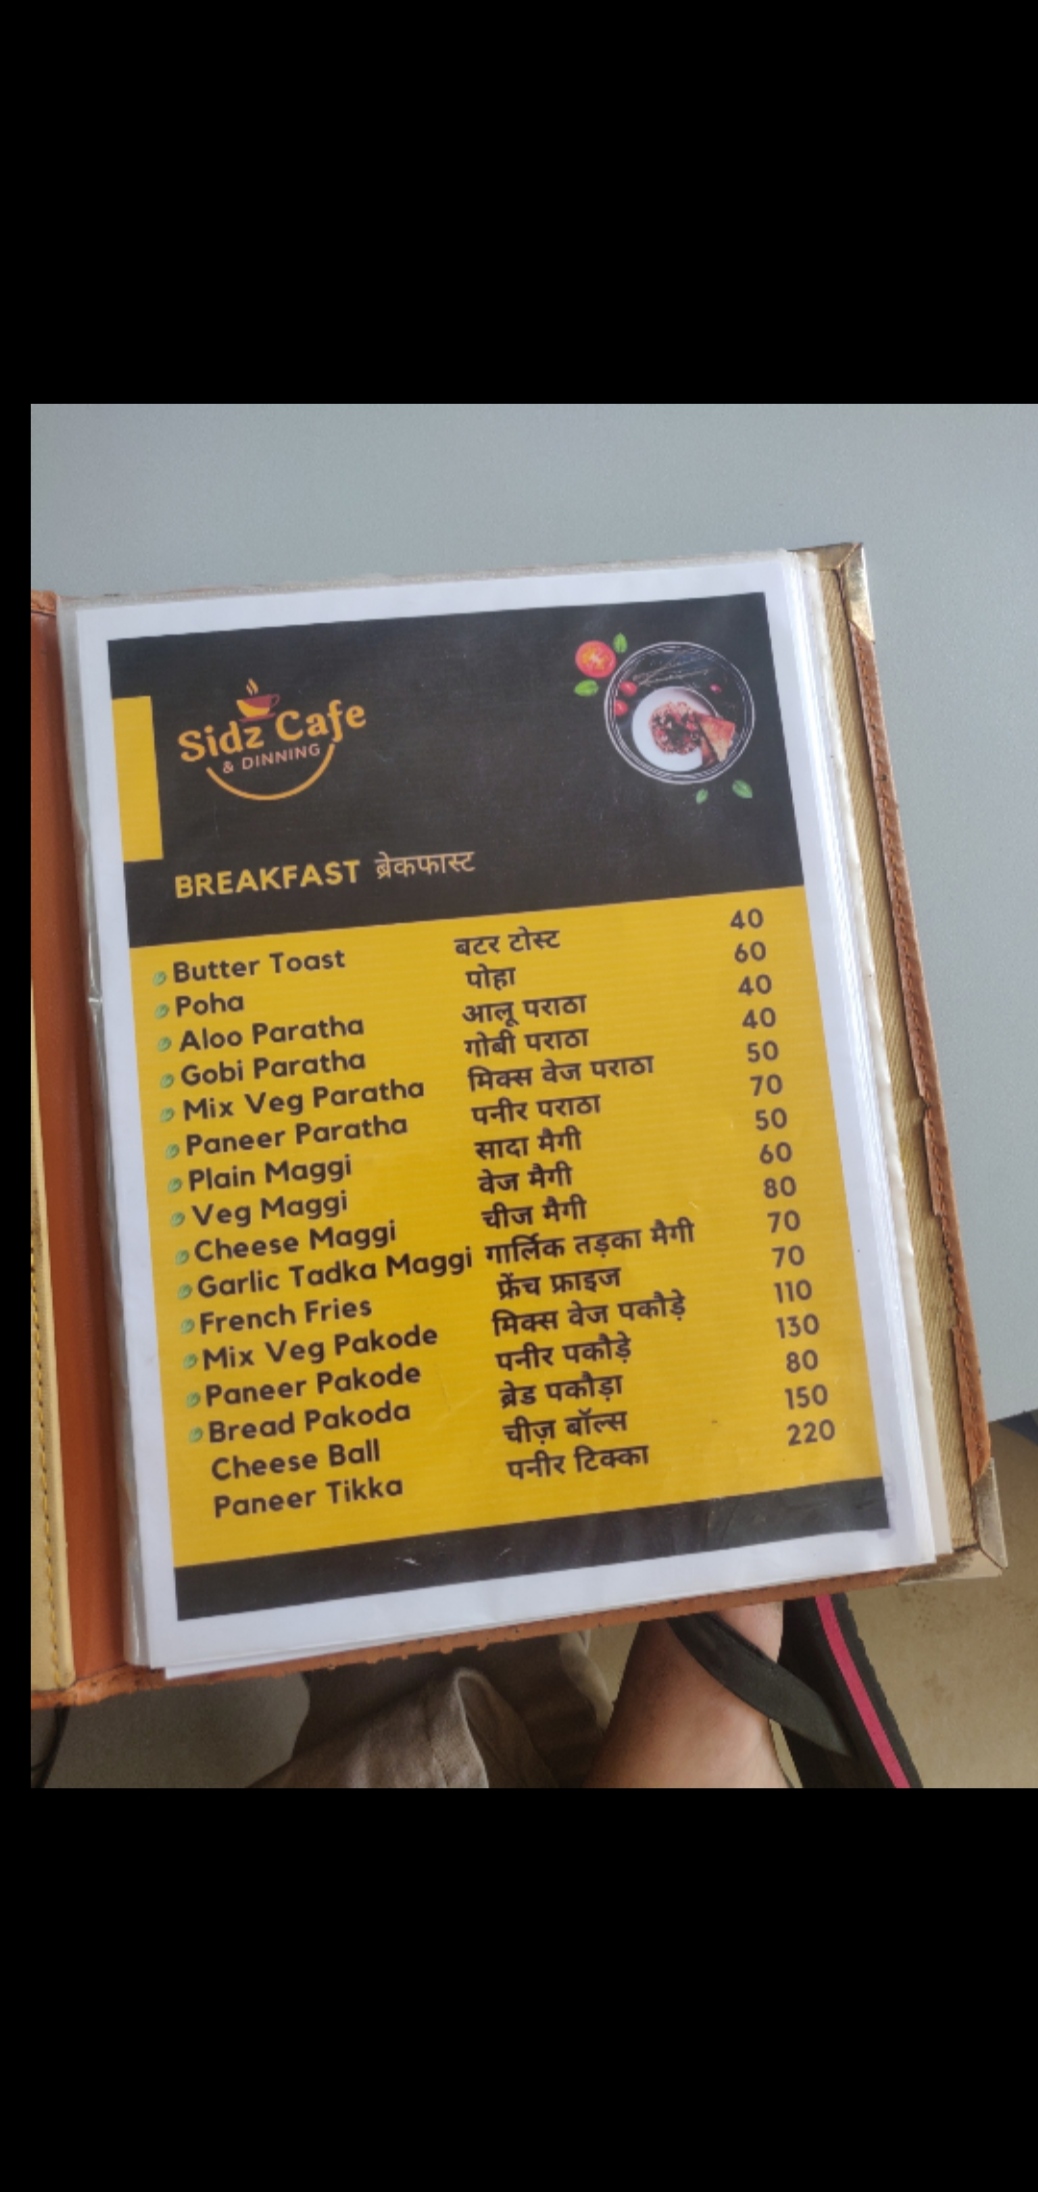 Sidz Cafe
& DINNING
BREAKFAST ब्रेकफास्ट
Butter Toast बटर टोस्ट 40
Poha पोहा 60
Aloo Paratha आलू पराठा 40
Gobi Paratha गोबी पराठा 40
Mix Veg Paratha मिक्स वेज पराठा 50
Paneer Paratha पनीर पराठा 70
Plain Maggi सादा मैगी 50
Veg Maggi वेज मैगी 60
Cheese Maggi चीज मैगी 80
Garlic Tadka Maggi गार्लिक तड़का मैगी 70
French Fries फ्रेंच फ्राइज 70
Mix Veg Pakode मिक्स वेज पकौड़े 110
Paneer Pakode पनीर पकौड़े 130
Bread Pakoda ब्रेड पकौड़ा 80
Cheese Ball चीज़ बॉल्स 150
Paneer Tikka पनीर टिक्का 220